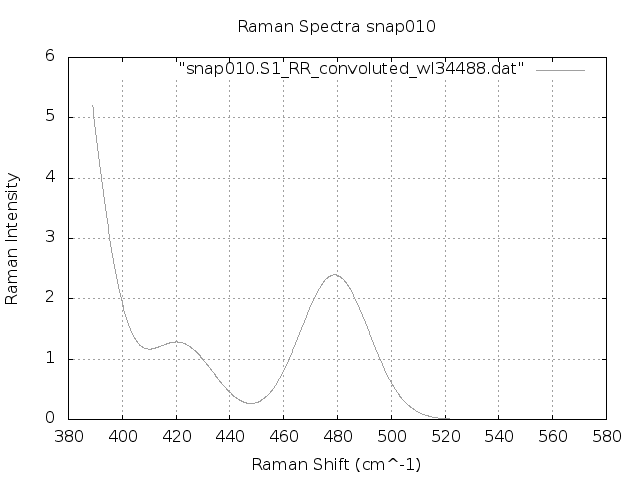 Raman Spectra snap010
"snap010.S1_RR_convoluted_wl34488.dat"
6
5
4
3
2
1
0
Raman Intensity
380 400 420 440 460 480 500 520 540 560 580
Raman Shift (cm^-1)